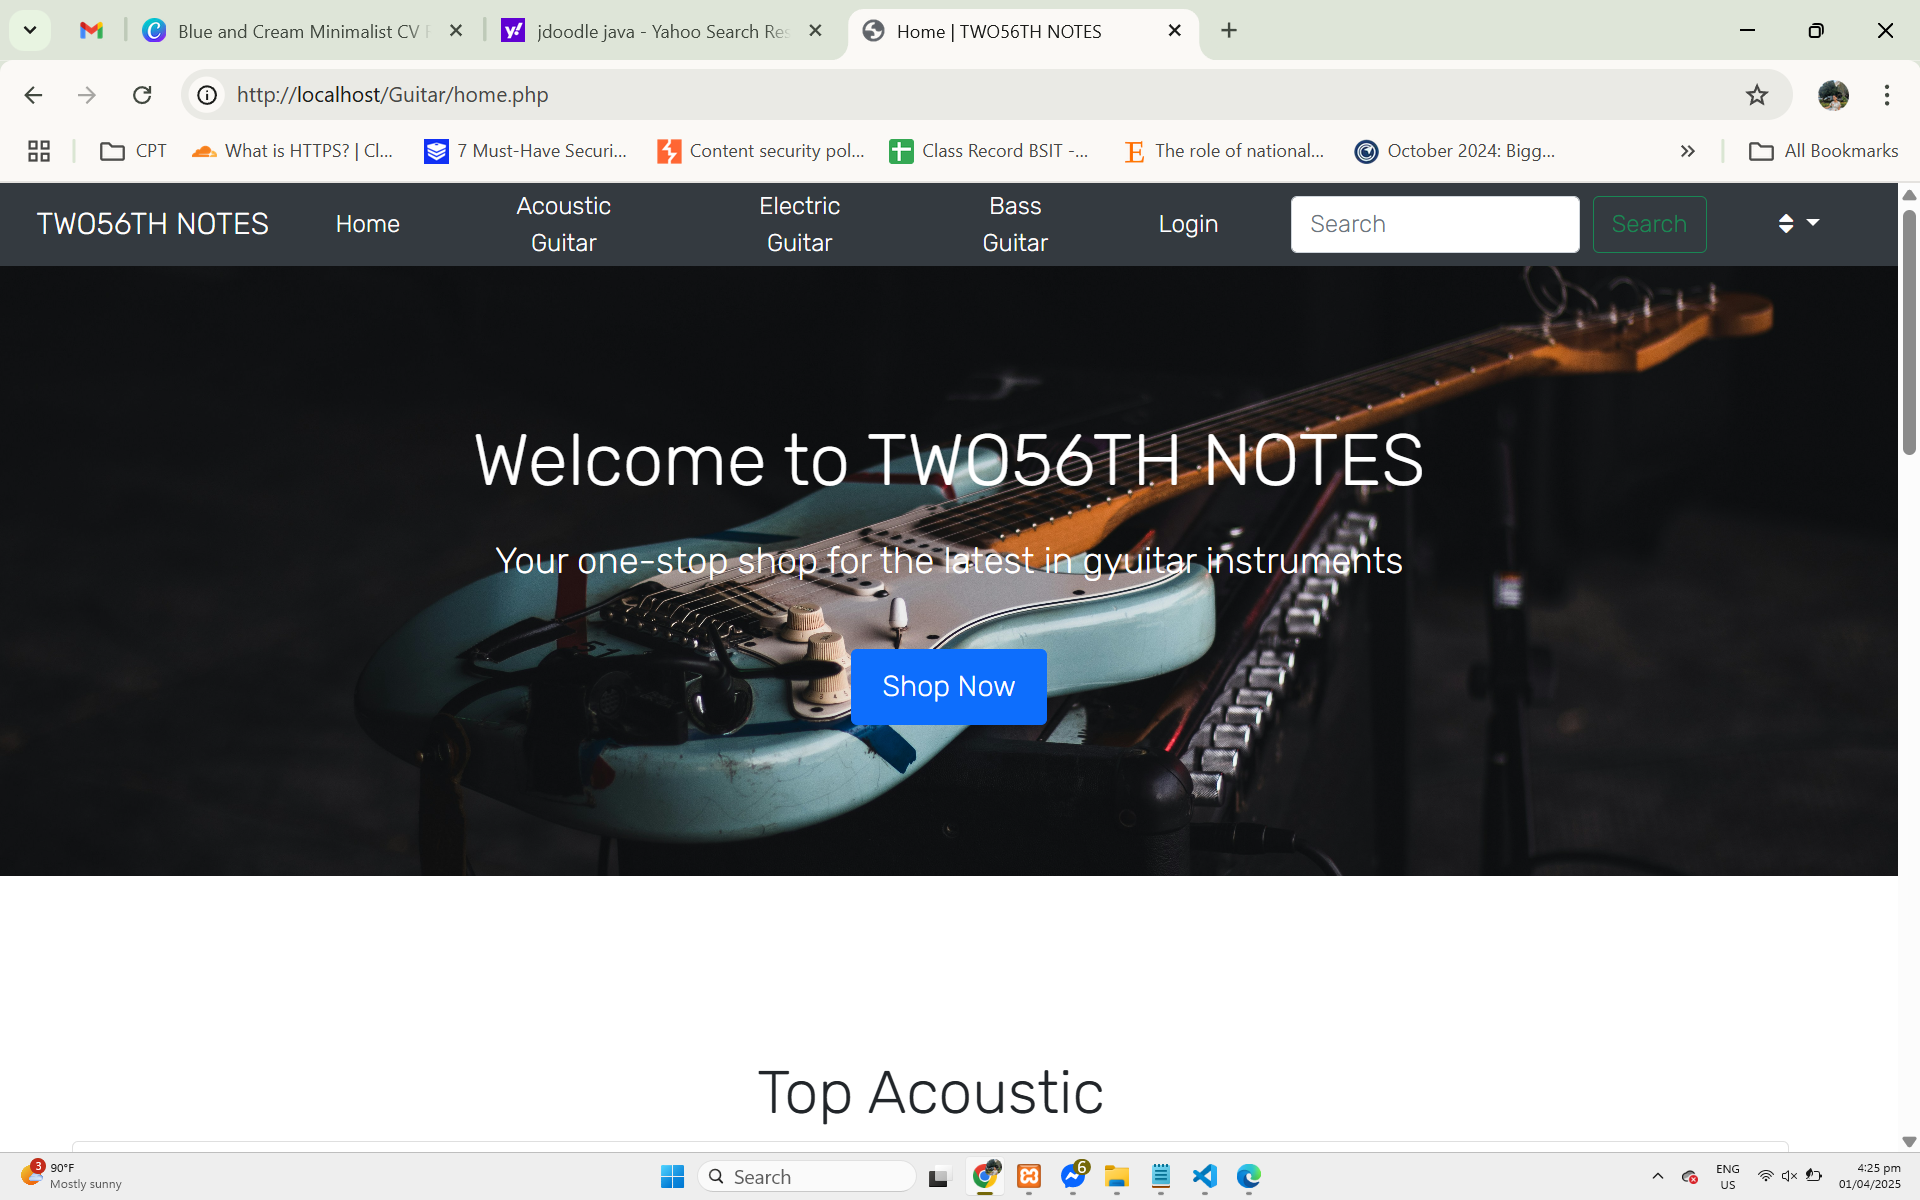 Blue and Cream Minimalist CV F
jdoodle java - Yahoo Search Res
Home | TWO56TH NOTES
http://localhost/Guitar/home.php
CPT
What is HTTPS? | Cl...
7 Must-Have Securi...
Content security pol...
Class Record BSIT -...
The role of national...
October 2024: Bigg...
All Bookmarks
TWO56TH NOTES
Home
Acoustic
Guitar
Electric
Guitar
Bass
Guitar
Login
Search
Search
Welcome to TWO56TH NOTES
Your one-stop shop for the latest in gyuitar instruments
Shop Now
Top Acoustic
3
90°F
Mostly sunny
Search
6
ENG
US
4:25 pm
01/04/2025